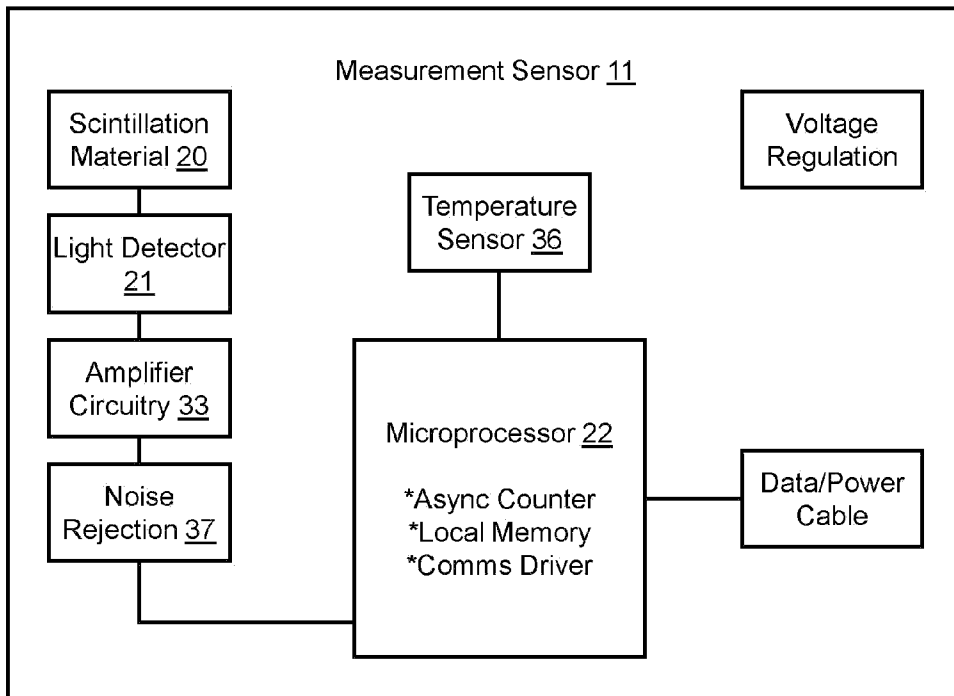 Measurement Sensor 11
Scintillation
Material 20
Voltage
Regulation
Temperature
Sensor 36
Light Detector
21
Amplifier
Circuitry 33
Microprocessor 22
*Async Counter
*Local Memory
*Comms Driver
Noise
Rejection 37
Data/Power
Cable